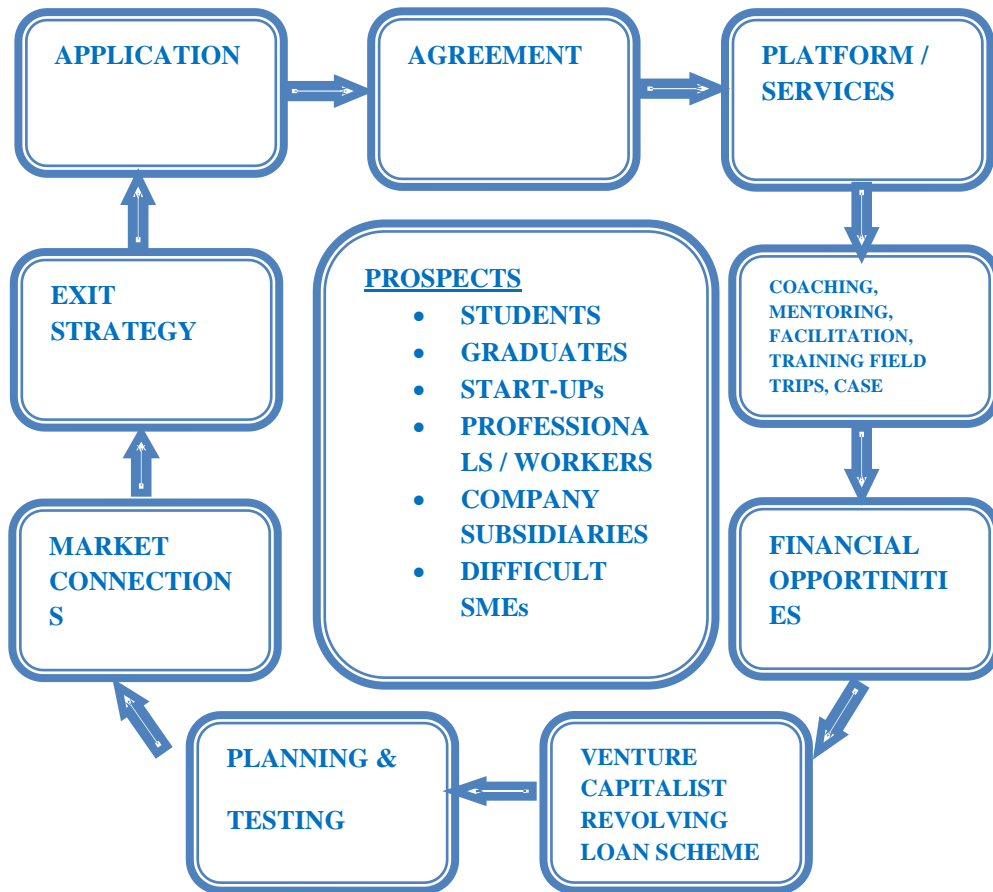 APPLICATION
AGREEMENT
PLATFORM /
SERVICES
COACHING,
MENTORING,
FACILITATION,
TRAINING FIELD
TRIPS, CASE
FINANCIAL
OPPORTINITI
ES
VENTURE
CAPITALIST
REVOLVING
LOAN SCHEME
PLANNING &
TESTING
MARKET
CONNECTION
S
EXIT
STRATEGY
PROSPECTS
• STUDENTS
• GRADUATES
• START-UPs
• PROFESSIONA
LS / WORKERS
• COMPANY
SUBSIDIARIES
• DIFFICULT
SMEs